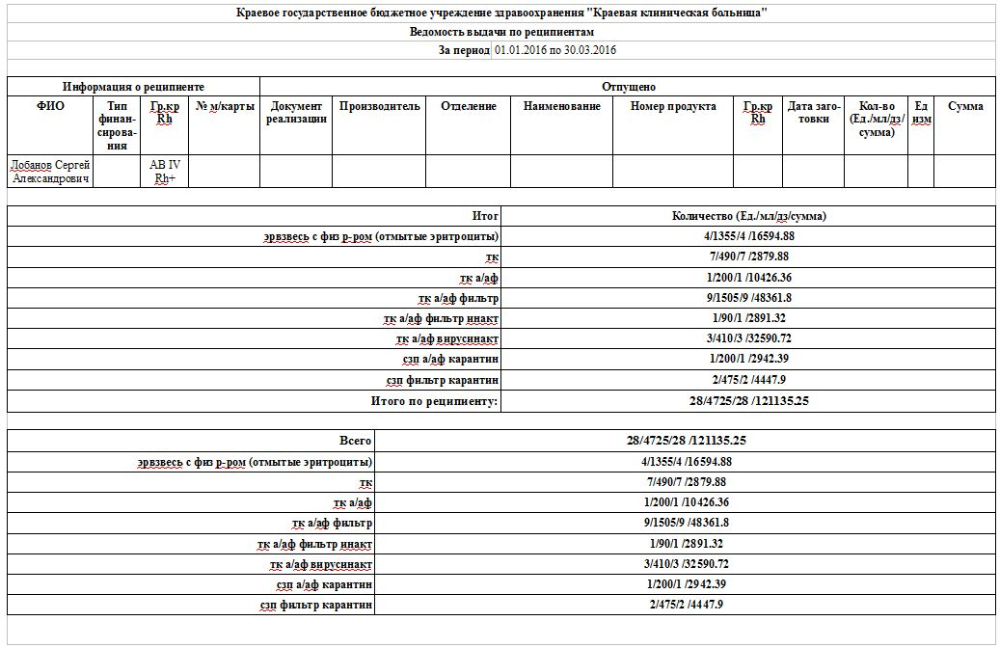 Краевое государственное бюджетное учреждение здравоохранения "Краевая клиническая больница"
Ведомость выдачи по реципиентам
За период 01.01.2016 по 30.03.2016
Информация о реципиенте Отпущено
ФИО Тип финан-сирова-ния Гр.кр Rh № м/карты Документ реализации Производитель Отделение Наименование Номер продукта Гр.кр Rh Дата заго-товки Кол-во (Ед./мл/дз/сумма) Ед изм Сумма
Лобанов Сергей Александрович AB IV Rh+
Итог Количество (Ед./мл/дз/сумма)
эрвзвесь с физ р-ром (отмытые эритроциты) 4/1355/4 /16594.88
тк 7/490/7 /2879.88
тк а/аф 1/200/1 /10426.36
тк а/аф фильтр 9/1505/9 /48361.8
тк а/аф фильтр инакт 1/90/1 /2891.32
тк а/аф вирусинакт 3/410/3 /32590.72
сзп а/аф карантин 1/200/1 /2942.39
сзп фильтр карантин 2/475/2 /4447.9
Итого по реципиенту: 28/4725/28 /121135.25
Всего 28/4725/28 /121135.25
эрвзвесь с физ р-ром (отмытые эритроциты) 4/1355/4 /16594.88
тк 7/490/7 /2879.88
тк а/аф 1/200/1 /10426.36
тк а/аф фильтр 9/1505/9 /48361.8
тк а/аф фильтр инакт 1/90/1 /2891.32
тк а/аф вирусинакт 3/410/3 /32590.72
сзп а/аф карантин 1/200/1 /2942.39
сзп фильтр карантин 2/475/2 /4447.9